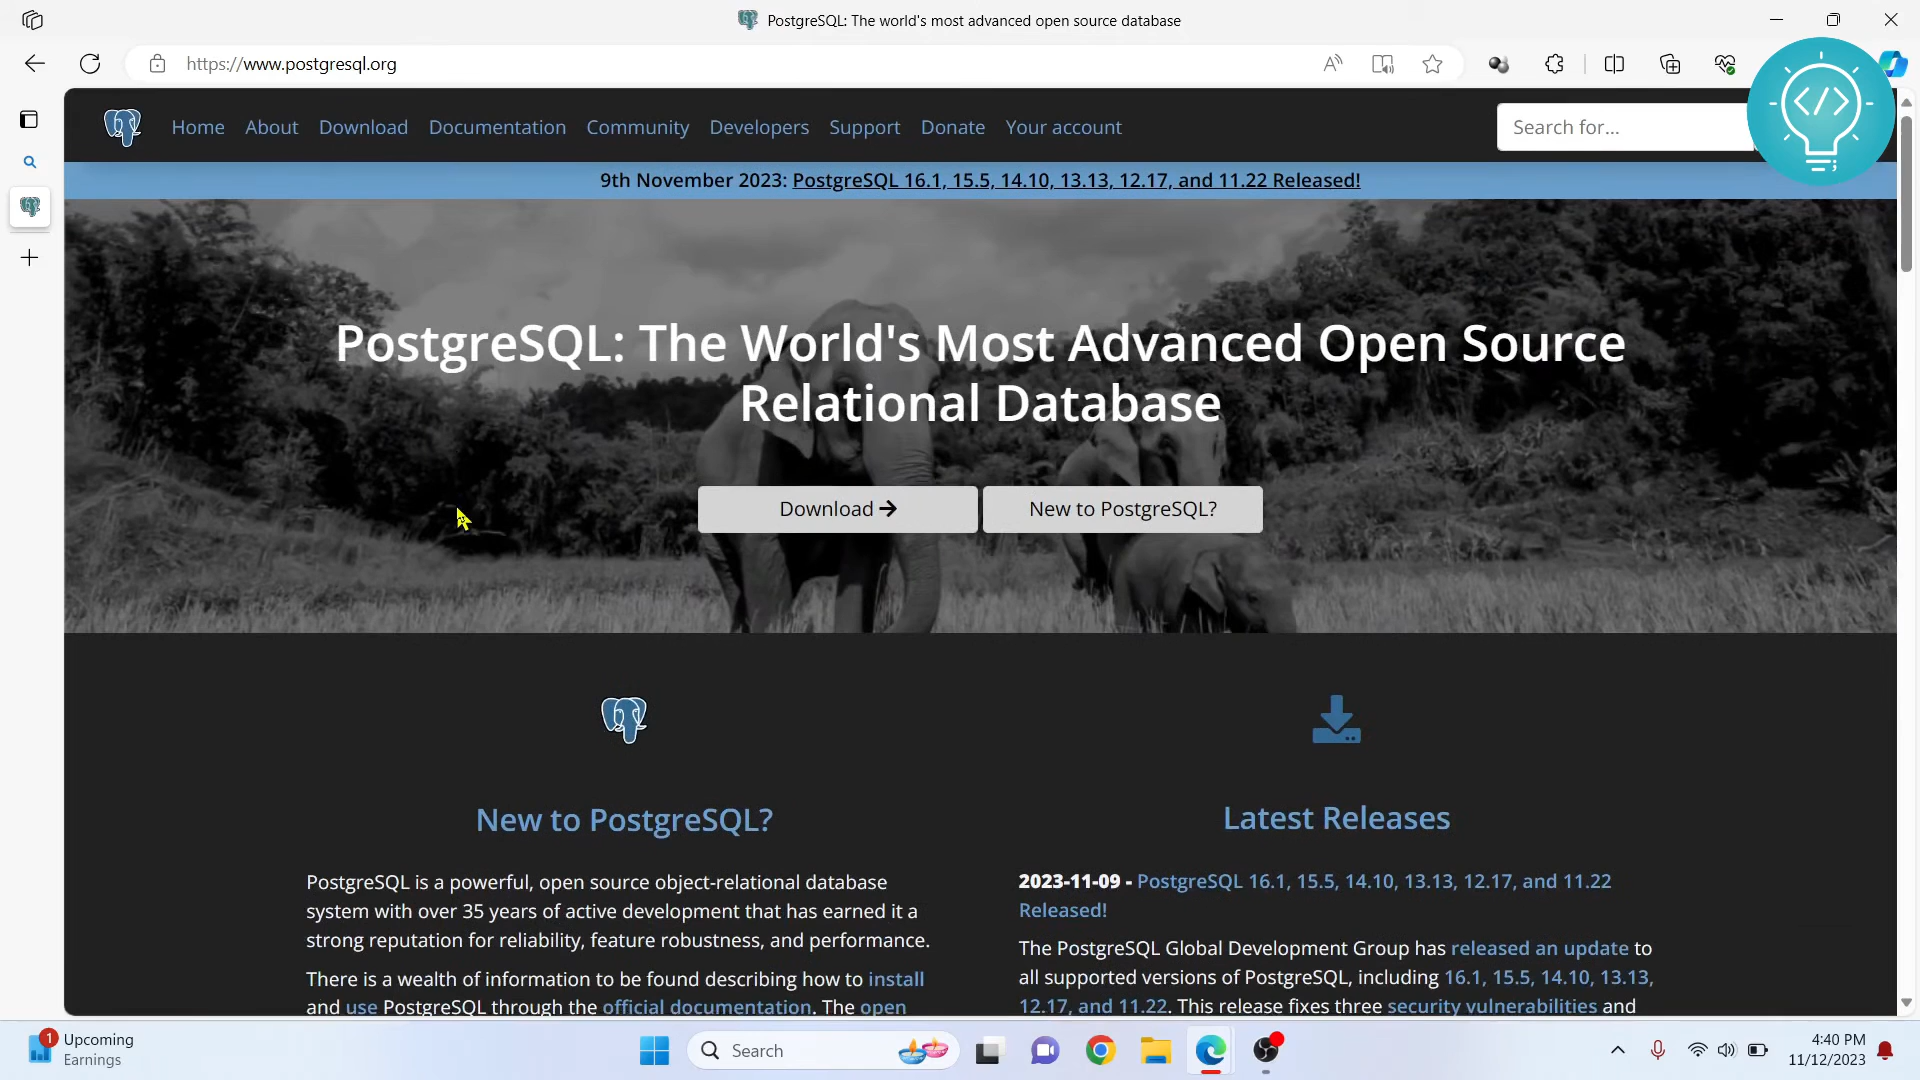 PostgreSQL: The world's most advanced open source database
https://www.postgresql.org
Home About Download Documentation Community Developers Support Donate Your account
Search for...
9th November 2023: PostgreSQL 16.1, 15.5, 14.10, 13.13, 12.17, and 11.22 Released!
PostgreSQL: The World's Most Advanced Open Source
Relational Database
Download → New to PostgreSQL?
New to PostgreSQL?
PostgreSQL is a powerful, open source object-relational database
system with over 35 years of active development that has earned it a
strong reputation for reliability, feature robustness, and performance.
There is a wealth of information to be found describing how to install
and use PostgreSQL through the official documentation. The open
Latest Releases
2023-11-09 - PostgreSQL 16.1, 15.5, 14.10, 13.13, 12.17, and 11.22
Released!
The PostgreSQL Global Development Group has released an update to
all supported versions of PostgreSQL, including 16.1, 15.5, 14.10, 13.13,
12.17, and 11.22. This release fixes three security vulnerabilities and
1
Upcoming
Earnings
Search
4:40 PM
11/12/2023